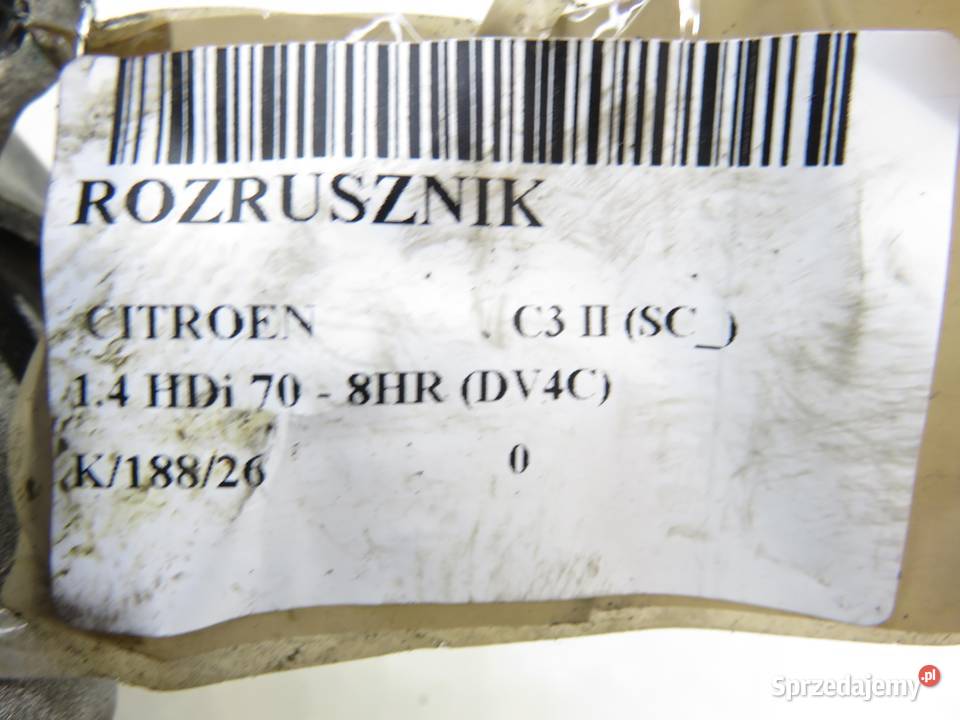 ROZRUSZNIK
CITROEN C3 II (SC_)
1.4 HDi 70 - 8HR (DV4C)
K/188/26 0
Sprzedajemy.pl